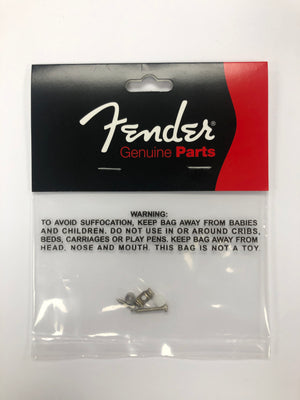 Fender®
Genuine Parts
WARNING:
TO AVOID SUFFOCATION, KEEP BAG AWAY FROM BABIES
AND CHILDREN. DO NOT USE IN OR AROUND CRIBS,
BEDS, CARRIAGES OR PLAY PENS. KEEP BAG AWAY FROM
HEAD, NOSE AND MOUTH. THIS BAG IS NOT A TOY.